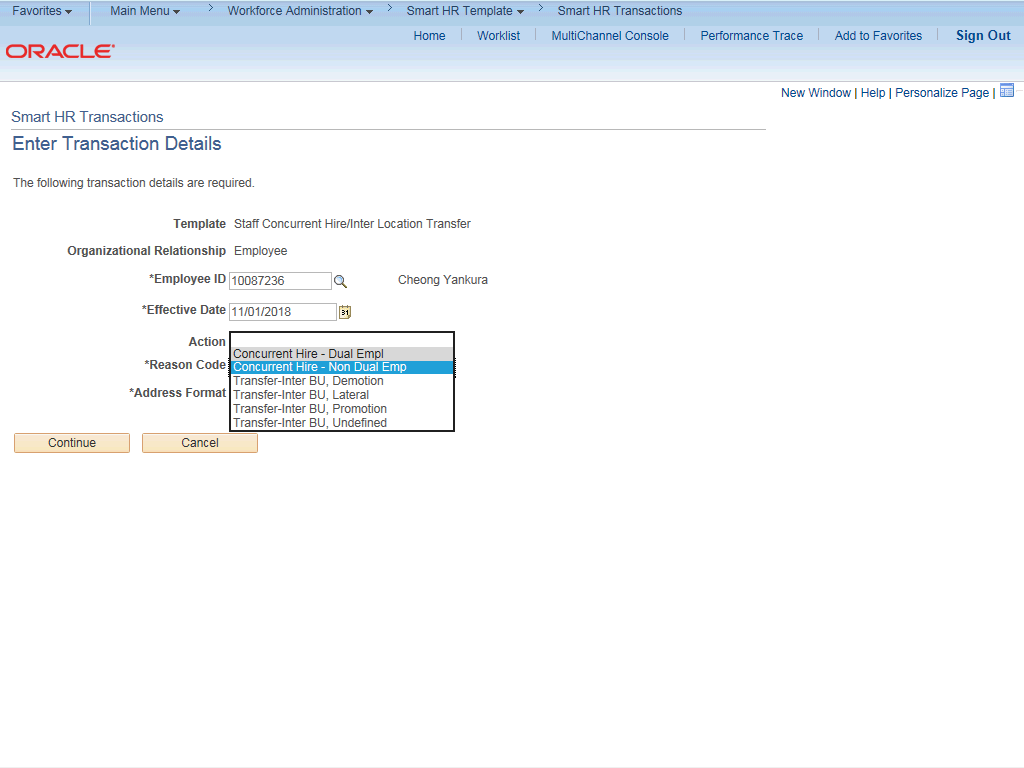 Favorites Main Menu > Workforce Administration > Smart HR Template > Smart HR Transactions
Home Worklist MultiChannel Console Performance Trace Add to Favorites Sign Out
ORACLE
New Window | Help | Personalize Page |
Smart HR Transactions
Enter Transaction Details
The following transaction details are required.
Template Staff Concurrent Hire/Inter Location Transfer
Organizational Relationship Employee
*Employee ID 10087236 Cheong Yankura
*Effective Date 11/01/2018 31
Action
*Reason Code
*Address Format
Concurrent Hire - Dual Empl
Concurrent Hire - Non Dual Emp
Transfer-Inter BU, Demotion
Transfer-Inter BU, Lateral
Transfer-Inter BU, Promotion
Transfer-Inter BU, Undefined
Continue Cancel